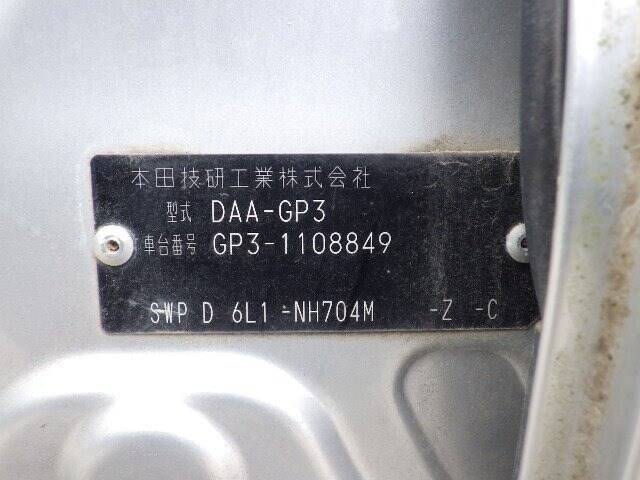 本田技研工業株式会社
型式 DAA-GP3
車台番号 GP3-1108849
SWP D 6L1 -NH704M -Z -C